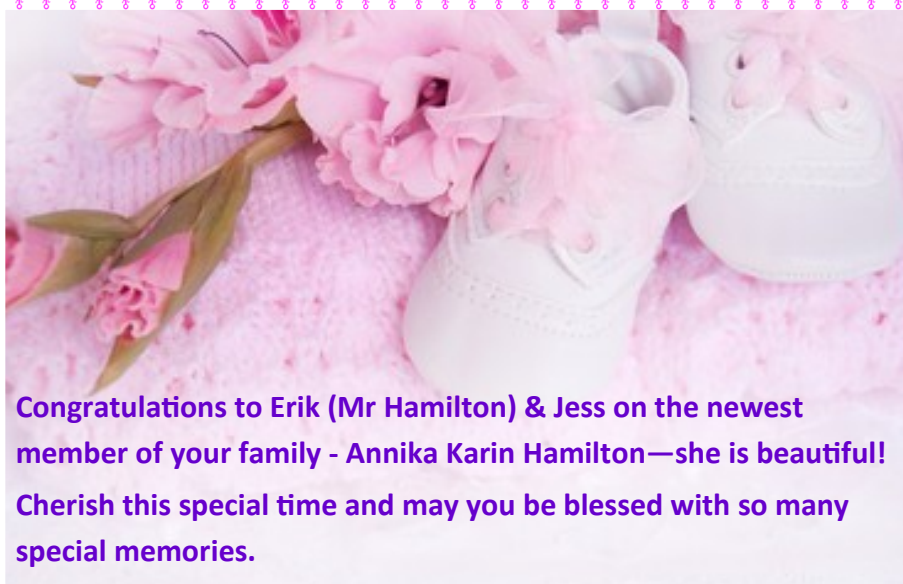 Congratulations to Erik (Mr Hamilton) & Jess on the newest
member of your family - Annika Karin Hamilton—she is beautiful!
Cherish this special time and may you be blessed with so many
special memories.